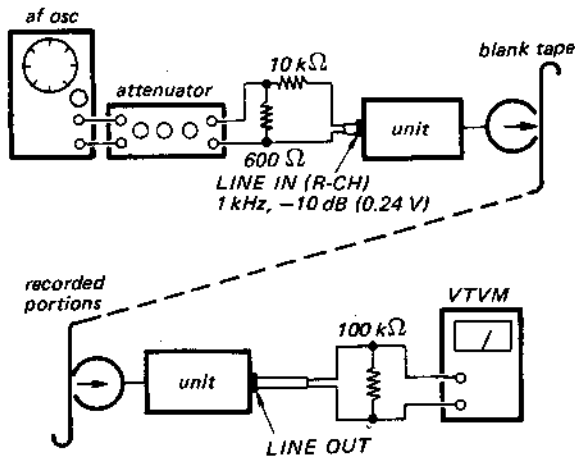 af osc
attenuator
10 kΩ
600 Ω
unit
blank tape
LINE IN (R-CH)
1 kHz, −10 dB (0.24 V)
recorded
portions
unit
LINE OUT
100 kΩ
VTVM